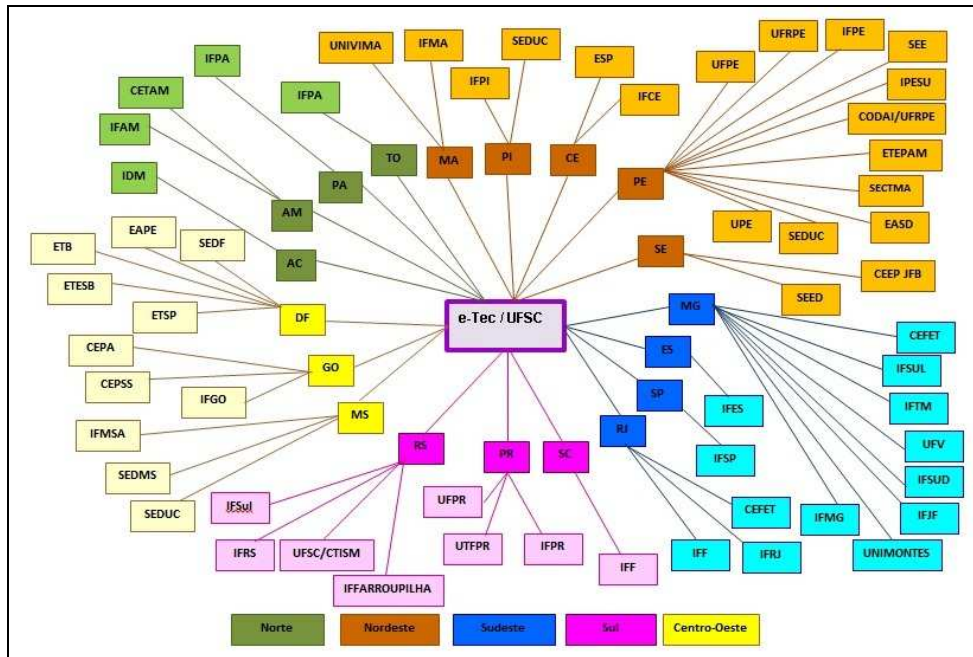 UNIVIMA
IFMA
SEDUC
UFRPE
IFPE
IFPA
IFPI
ESP
UFPE
SEE
CETAM
IFPA
IFCE
IPESU
IFAM
CODAI/UFRPE
TO
MA
PI
CE
ETEPAM
IDM
PA
PE
SECTMA
AM
EAPE
UPE
SEDUC
EASD
ETB
SEDF
SE
AC
CEEP JFB
ETESB
SEED
ETSP
DF
e-Tec / UFSC
MG
CEFET
CEPA
ES
IFSUL
GO
CEPSS
SP
IFGO
IFES
IFTM
MS
IFMSA
RJ
UFV
RS
PR
SC
IFSP
SEDMS
IFSUD
SEDUC
IFSul
UFPR
CEFET
IFMG
IFJF
IFRS
UFSC/CTISM
UTFPR
IFPR
IFF
IFF
IFRJ
UNIMONTES
IFFARROUPILHA
Norte
Nordeste
Sudeste
Sul
Centro-Oeste